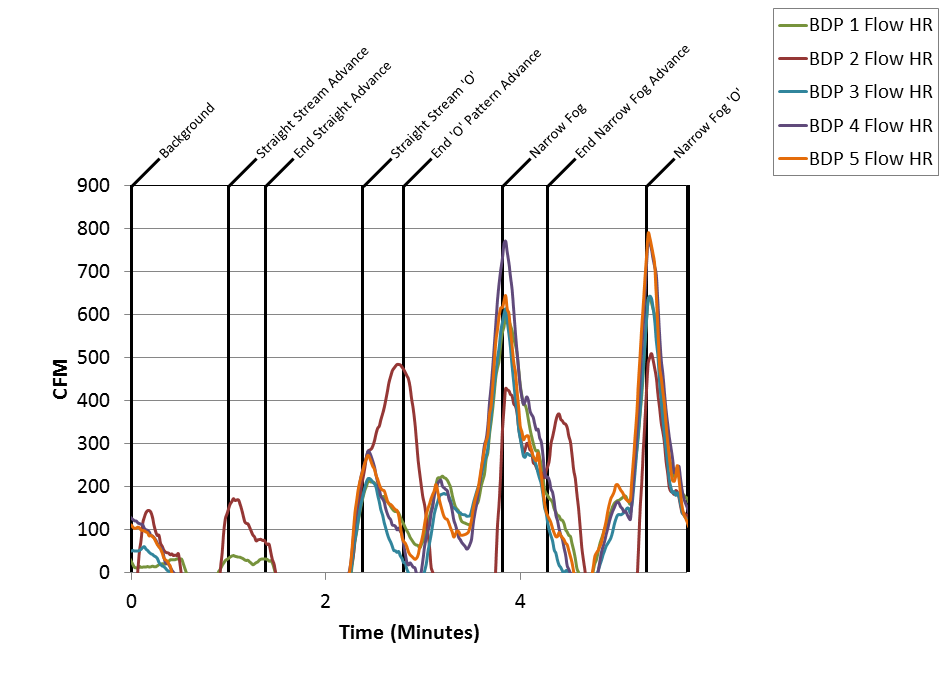 BDP 1 Flow HR
BDP 2 Flow HR
BDP 3 Flow HR
BDP 4 Flow HR
BDP 5 Flow HR
Background
Straight Stream Advance
End Straight Advance
Straight Stream 'O'
End 'O' Pattern Advance
Narrow Fog
End Narrow Fog Advance
Narrow Fog 'O'
900
800
700
600
500
400
300
200
100
0
CFM
0 2 4
Time (Minutes)